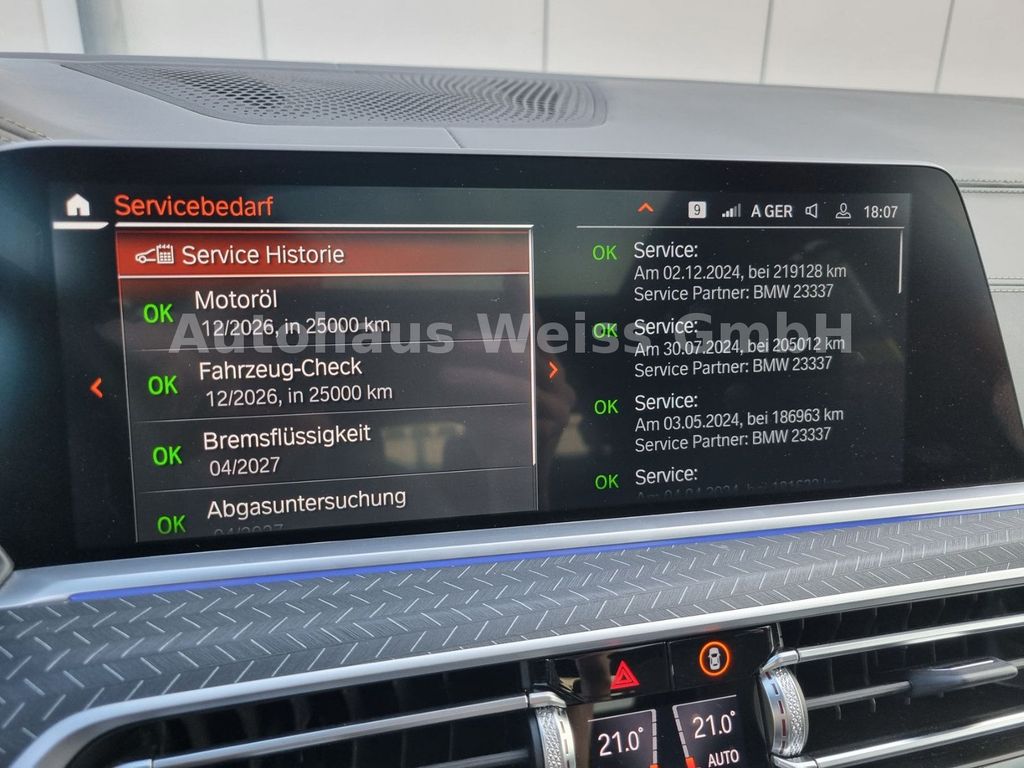 Servicebedarf
9
A GER
18:07
Service Historie
OK Motoröl
12/2026, in 25000 km
OK Fahrzeug-Check
12/2026, in 25000 km
OK Bremsflüssigkeit
04/2027
OK Abgasuntersuchung
04/2027
OK Service:
Am 02.12.2024, bei 219128 km
Service Partner: BMW 23337
OK Service:
Am 30.07.2024, bei 205012 km
Service Partner: BMW 23337
OK Service:
Am 03.05.2024, bei 186963 km
Service Partner: BMW 23337
OK Service:
Autohaus Weiss GmbH
21.0°
21.0°
AUTO